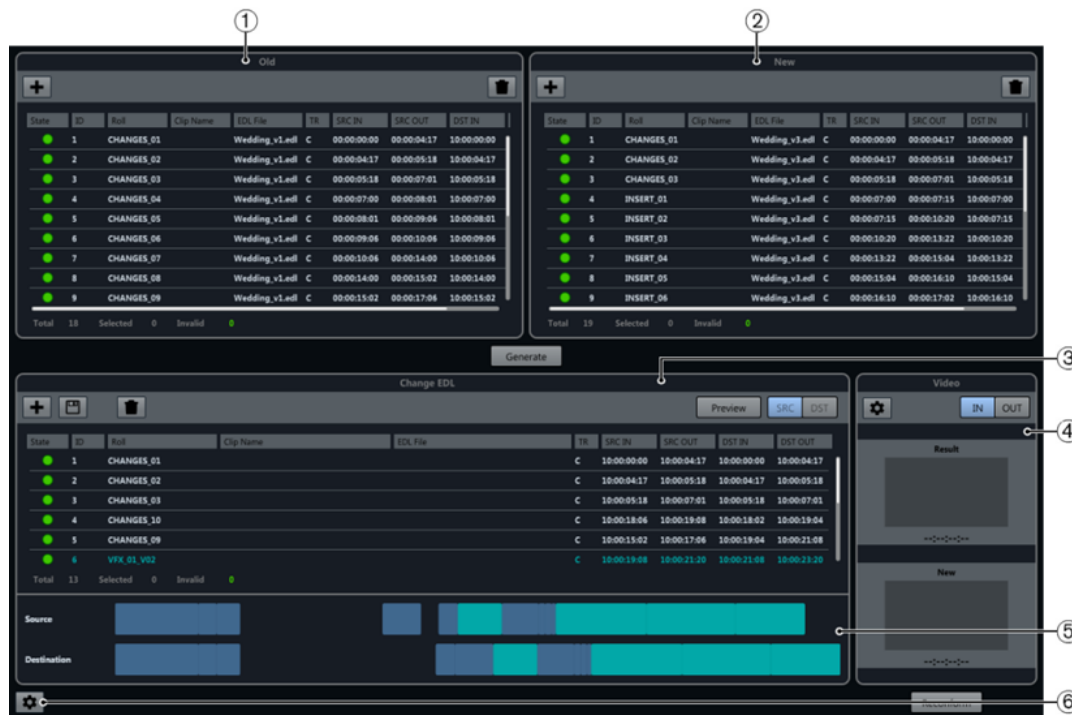 1 2
Old New
State ID Roll Clip Name EDL File TR SRC IN SRC OUT DST IN State ID Roll Clip Name EDL File TR SRC IN SRC OUT DST IN
1 CHANGES_01 Wedding_v1.edl C 00:00:00:00 00:00:04:17 10:00:00:00 1 CHANGES_01 Wedding_v3.edl C 00:00:00:00 00:00:04:17 10:00:00:00
2 CHANGES_02 Wedding_v1.edl C 00:00:04:17 00:00:05:18 10:00:04:17 2 CHANGES_02 Wedding_v3.edl C 00:00:04:17 00:00:05:18 10:00:04:17
3 CHANGES_03 Wedding_v1.edl C 00:00:05:18 00:00:07:01 10:00:05:18 3 CHANGES_03 Wedding_v3.edl C 00:00:05:18 00:00:07:01 10:00:05:18
4 CHANGES_04 Wedding_v1.edl C 00:00:07:00 00:00:08:01 10:00:07:00 4 INSERT_01 Wedding_v3.edl C 00:00:07:00 00:00:07:15 10:00:07:00
5 CHANGES_05 Wedding_v1.edl C 00:00:08:01 00:00:09:06 10:00:08:01 5 INSERT_02 Wedding_v3.edl C 00:00:07:15 00:00:10:20 10:00:07:15
6 CHANGES_06 Wedding_v1.edl C 00:00:09:06 00:00:10:06 10:00:09:06 6 INSERT_03 Wedding_v3.edl C 00:00:10:20 00:00:13:22 10:00:10:20
7 CHANGES_07 Wedding_v1.edl C 00:00:10:06 00:00:14:00 10:00:10:06 7 INSERT_04 Wedding_v3.edl C 00:00:13:22 00:00:15:04 10:00:13:22
8 CHANGES_08 Wedding_v1.edl C 00:00:14:00 00:00:15:02 10:00:14:00 8 INSERT_05 Wedding_v3.edl C 00:00:15:04 00:00:16:10 10:00:15:04
9 CHANGES_09 Wedding_v1.edl C 00:00:15:02 00:00:17:06 10:00:15:02 9 INSERT_06 Wedding_v3.edl C 00:00:16:10 00:00:17:02 10:00:16:10
Total 18 Selected 0 Invalid 0 Total 19 Selected 0 Invalid 0
Generate
3
Change EDL Video
Preview SRC DST IN OUT
4
State ID Roll Clip Name EDL File TR SRC IN SRC OUT DST IN DST OUT
Result
1 CHANGES_01 C 10:00:00:00 10:00:04:17 10:00:00:00 10:00:04:17
2 CHANGES_02 C 10:00:04:17 10:00:05:18 10:00:04:17 10:00:05:18
3 CHANGES_03 C 10:00:05:18 10:00:07:01 10:00:05:18 10:00:07:01
4 CHANGES_10 C 10:00:18:06 10:00:19:08 10:00:18:02 10:00:19:04
5 CHANGES_09 C 10:00:15:02 10:00:17:06 10:00:19:04 10:00:21:08
--:--:--:--
6 VFX_01_V02 C 10:00:19:08 10:00:21:20 10:00:21:08 10:00:23:20
Total 13 Selected 0 Invalid 0
New
Source
5
Destination
--:--:--:--
6
Reconform